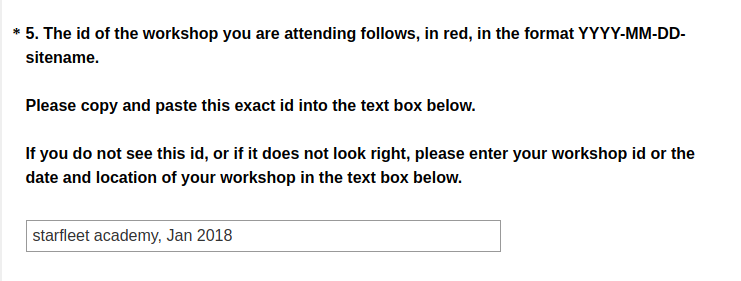 * 5. The id of the workshop you are attending follows, in red, in the format YYYY-MM-DD-
sitename.
Please copy and paste this exact id into the text box below.
If you do not see this id, or if it does not look right, please enter your workshop id or the
date and location of your workshop in the text box below.
starfleet academy, Jan 2018